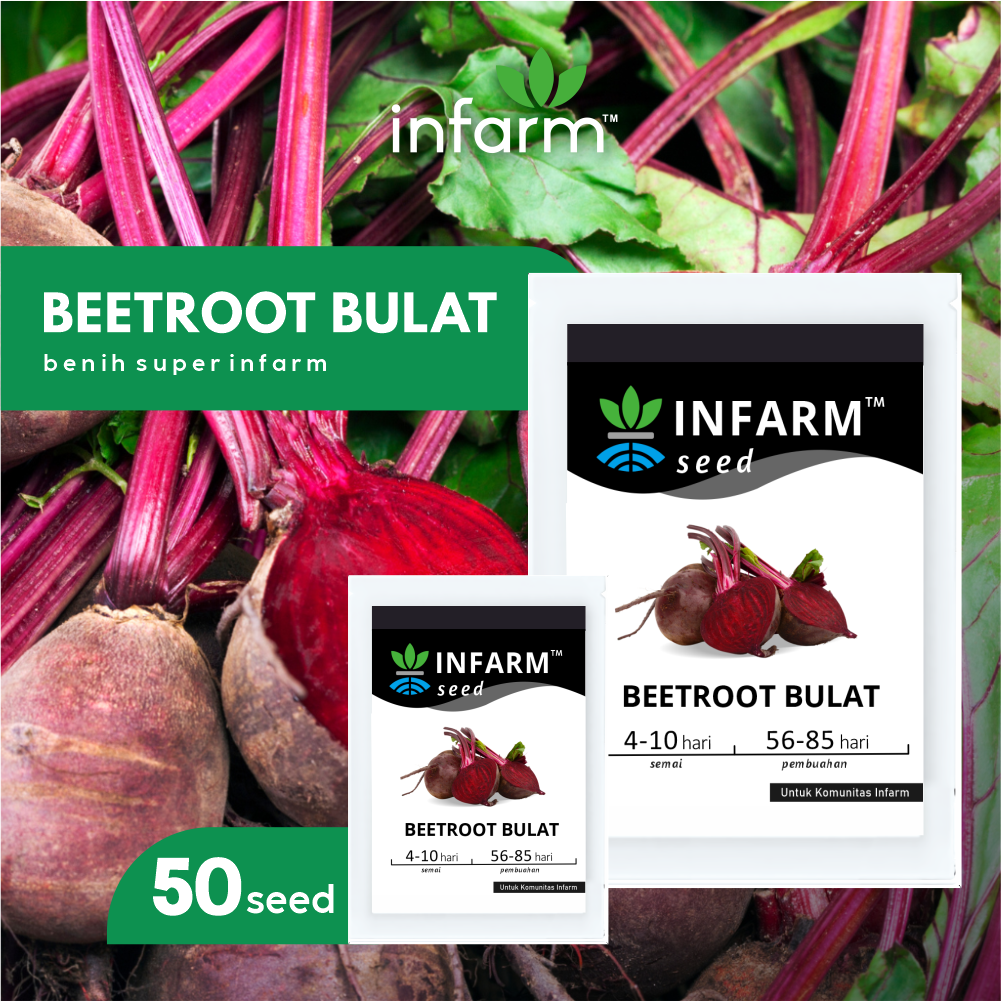 infarm™
BEETROOT BULAT
benih super infarm
INFARM™
seed
BEETROOT BULAT
4-10 hari
56-85 hari
semai
pembuahan
Untuk Komunitas Infarm
INFARM™
seed
BEETROOT BULAT
4-10 hari
56-85 hari
semai
pembuahan
Untuk Komunitas Infarm
50 seed